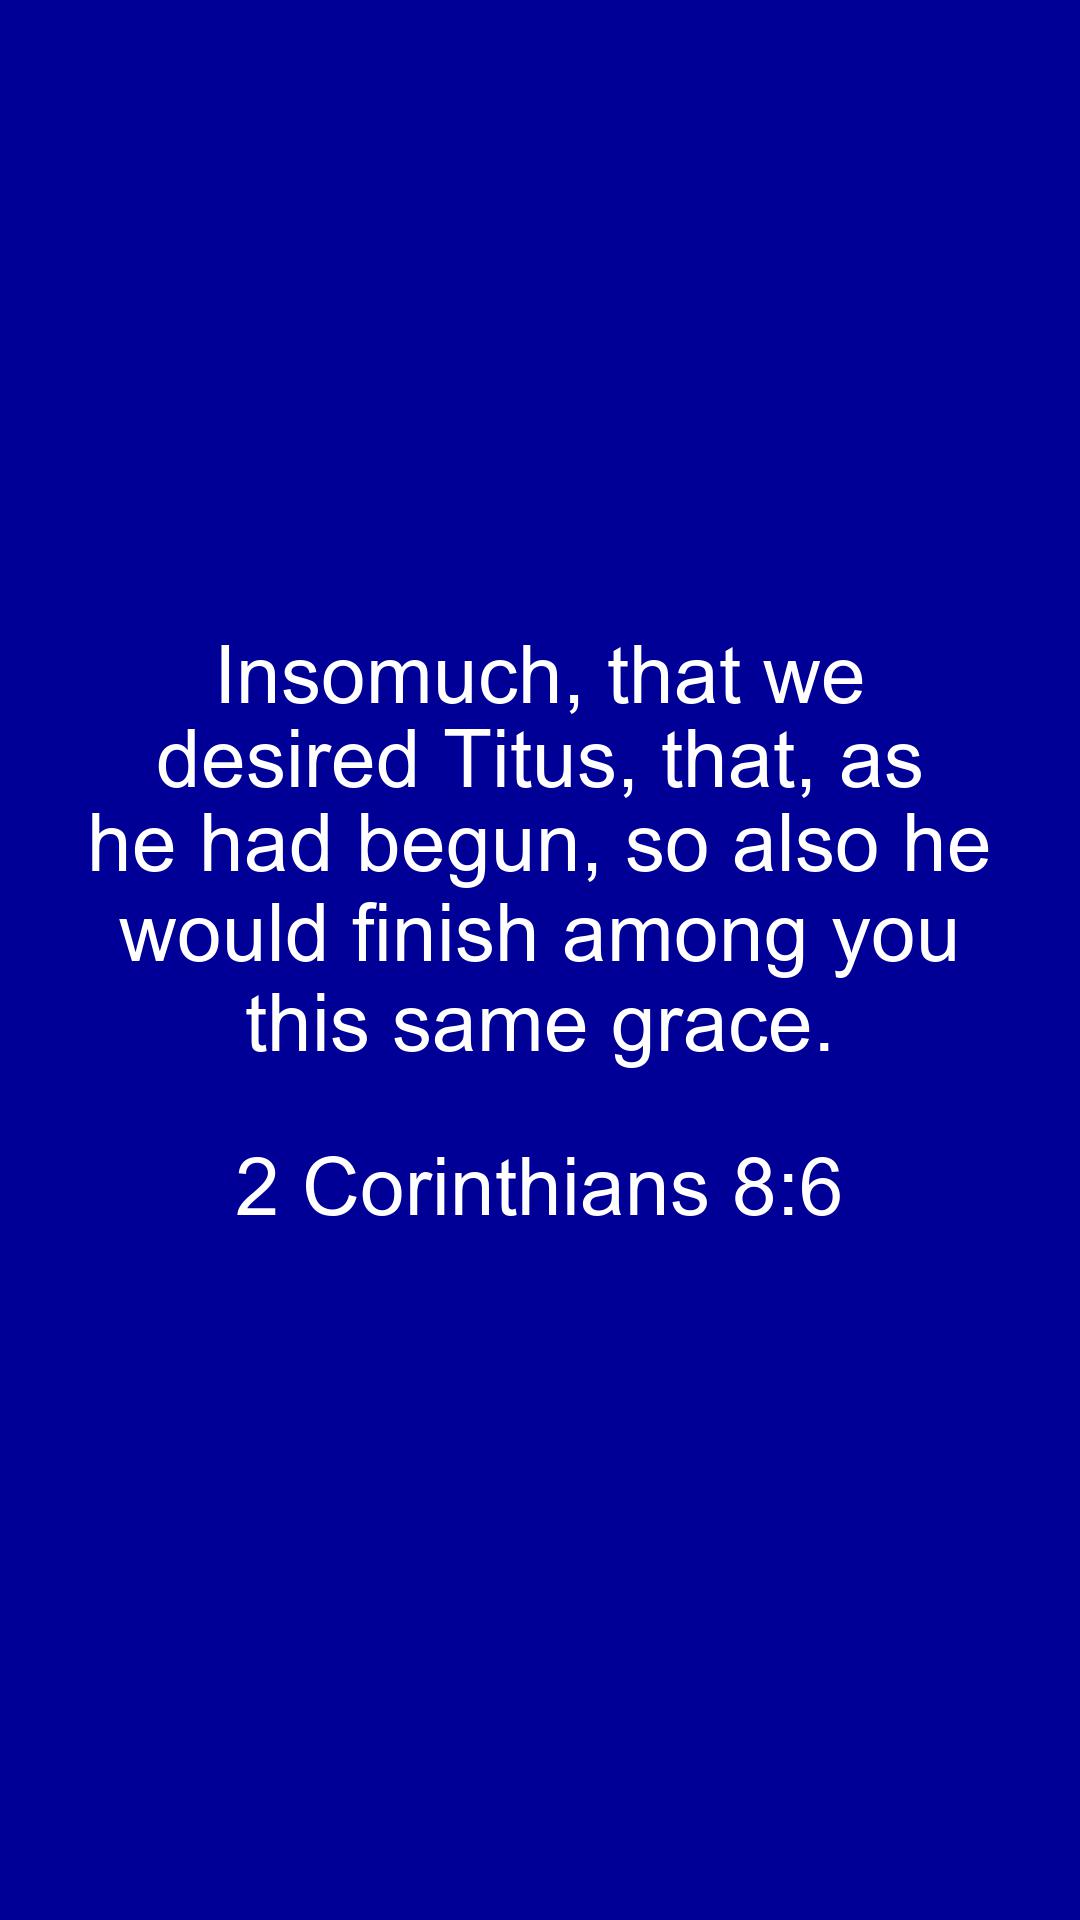 Insomuch, that we
desired Titus, that, as
he had begun, so also he
would finish among you
this same grace.
2 Corinthians 8:6